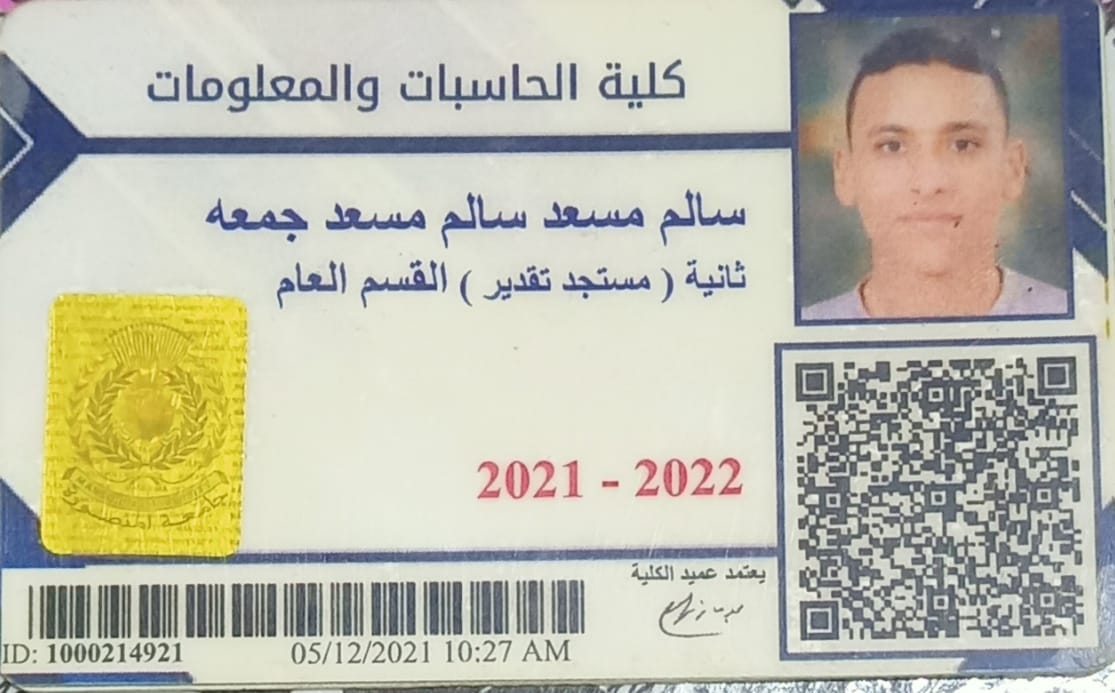 كلية الحاسبات والمعلومات
سالم مسعد سالم مسعد جمعه
ثانية ( مستجد تقدير ) القسم العام
2021 - 2022
جامعة المنصورة
يعتمد عميد الكلية
ID: 1000214921
05/12/2021 10:27 AM